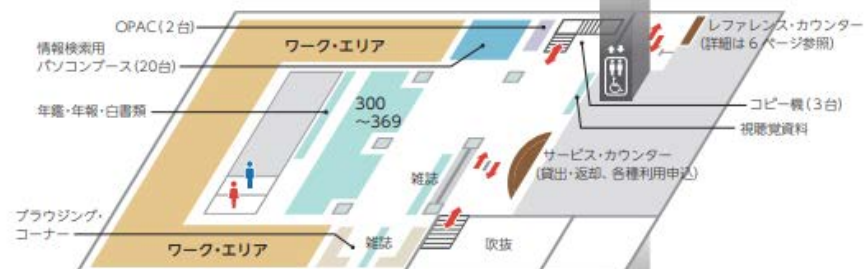 OPAC(2台)
情報検索用
パソコンブース(20台)
年鑑・年報・白書類
ブラウジング・
コーナー
ワーク・エリア
300
～369
雑誌
雑誌
ワーク・エリア
吹抜
サービス・カウンター
(貸出・返却、各種利用申込)
レファレンス・カウンター
(詳細は6ページ参照)
コピー機(3台)
視聴覚資料